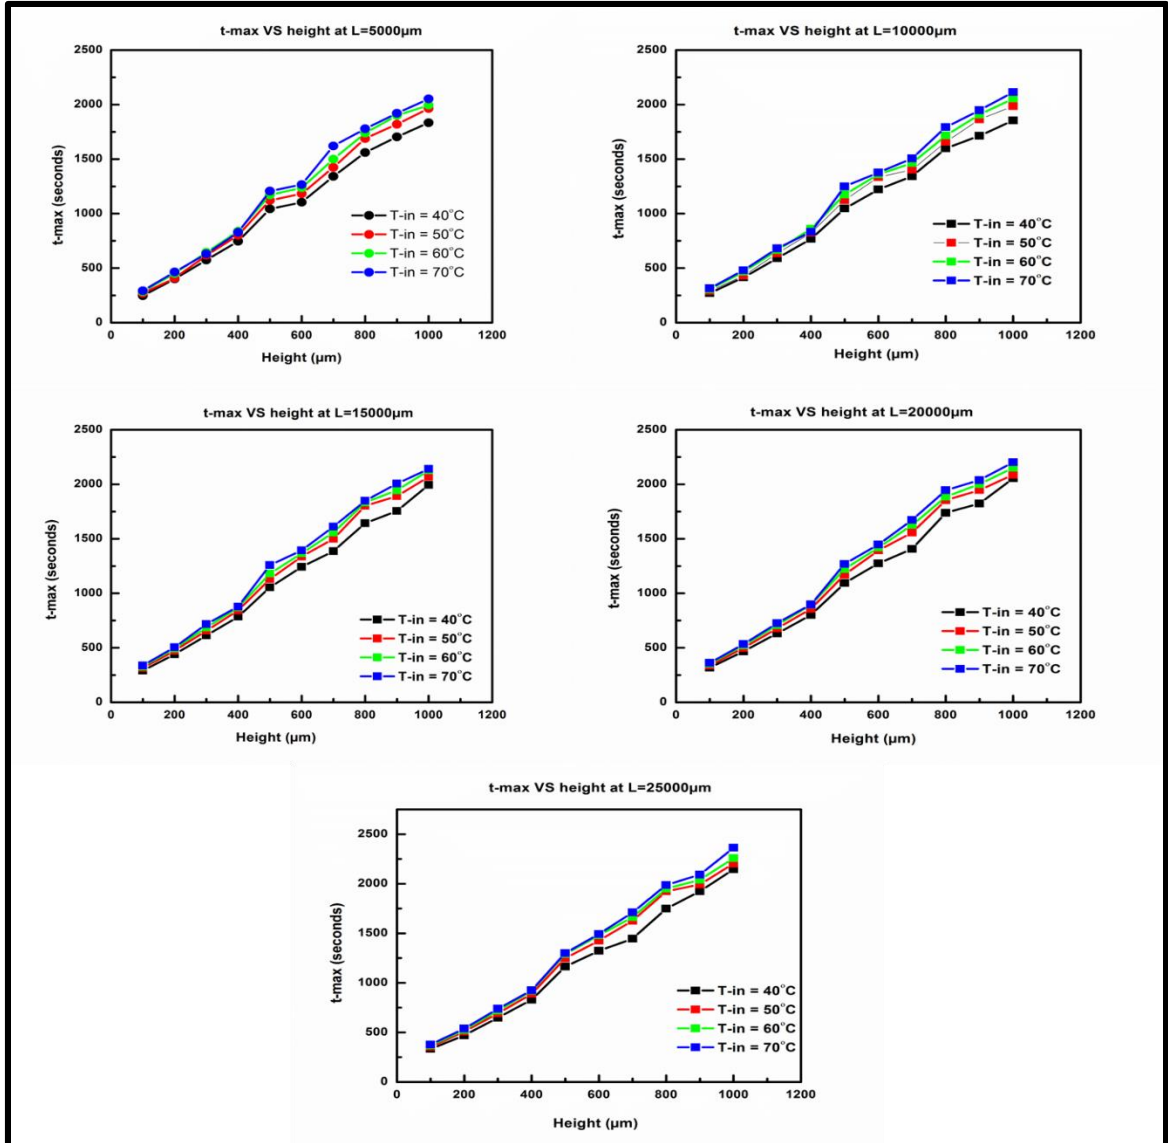 t-max VS height at L=5000µm
2500
2000
1500
1000
500
0
t-max (seconds)
T-in = 40°C
T-in = 50°C
T-in = 60°C
T-in = 70°C
0 200 400 600 800 1000 1200
Height (µm)
t-max VS height at L=10000µm
2500
2000
1500
1000
500
0
t-max (seconds)
T-in = 40°C
T-in = 50°C
T-in = 60°C
T-in = 70°C
0 200 400 600 800 1000 1200
Height (µm)
t-max VS height at L=15000µm
2500
2000
1500
1000
500
0
t-max (seconds)
T-in = 40°C
T-in = 50°C
T-in = 60°C
T-in = 70°C
0 200 400 600 800 1000 1200
Height (µm)
t-max VS height at L=20000µm
2500
2000
1500
1000
500
0
t-max (seconds)
T-in = 40°C
T-in = 50°C
T-in = 60°C
T-in = 70°C
0 200 400 600 800 1000 1200
Height (µm)
t-max VS height at L=25000µm
2500
2000
1500
1000
500
0
t-max (seconds)
T-in = 40°C
T-in = 50°C
T-in = 60°C
T-in = 70°C
0 200 400 600 800 1000 1200
Height (µm)